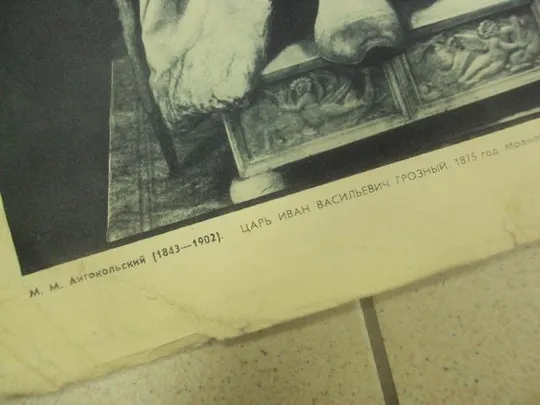 М. М. Антокольский (1843—1902). ЦАРЬ ИВАН ВАСИЛЬЕВИЧ ГРОЗНЫЙ. 1875 год.